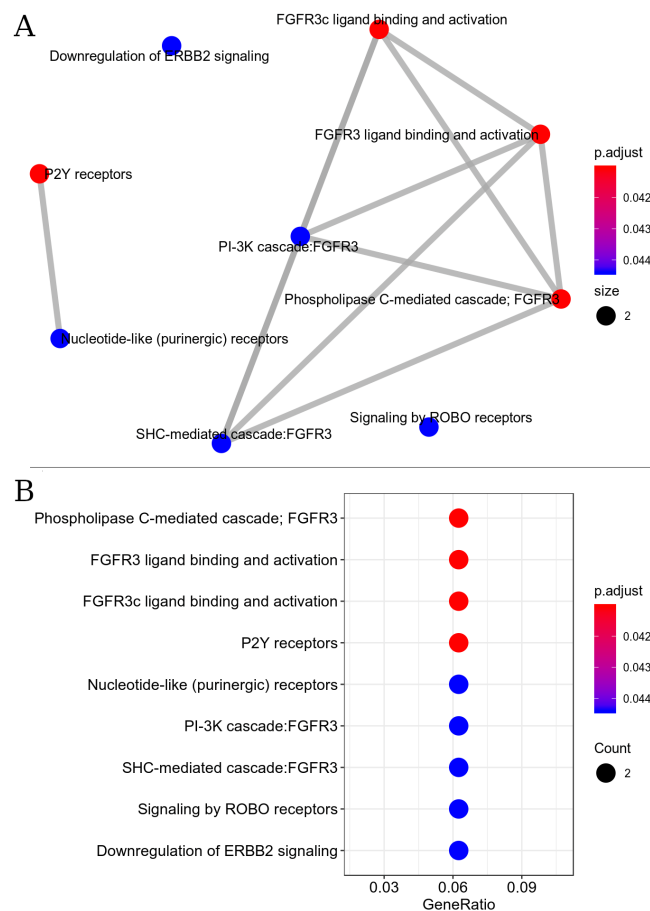 A
FGFR3c ligand binding and activation
Downregulation of ERBB2 signaling
FGFR3 ligand binding and activation
p.adjust
P2Y receptors
0.042
0.043
0.044
PI-3K cascade:FGFR3
size
2
Phospholipase C-mediated cascade; FGFR3
Nucleotide-like (purinergic) receptors
Signaling by ROBO receptors
SHC-mediated cascade:FGFR3
B
Phospholipase C-mediated cascade; FGFR3
FGFR3 ligand binding and activation
FGFR3c ligand binding and activation
P2Y receptors
Nucleotide-like (purinergic) receptors
PI-3K cascade:FGFR3
SHC-mediated cascade:FGFR3
Signaling by ROBO receptors
Downregulation of ERBB2 signaling
0.03 0.06 0.09
GeneRatio
p.adjust
0.042
0.043
0.044
Count
2